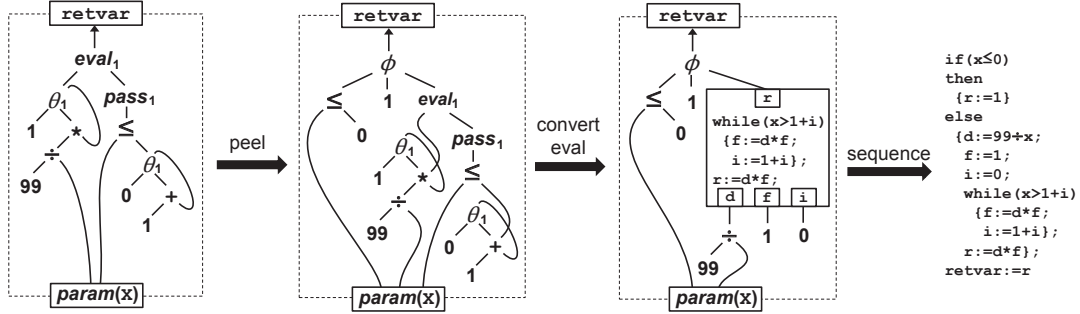 retvar
eval1
θ1
pass1
1
*
≤
÷
99
θ1
0
+
1
param(x)
peel
retvar
ϕ
≤
1
eval1
0
pass1
θ1
≤
1
*
÷
99
θ1
0
+
1
param(x)
convert
eval
retvar
ϕ
≤
1
r
0
while(x>1+i)
{f:=d*f;
i:=1+i};
r:=d*f;
d f i
÷ 1 0
99
param(x)
sequence
if(x≤0)
then
{r:=1}
else
{d:=99÷x;
f:=1;
i:=0;
while(x>1+i)
{f:=d*f;
i:=1+i};
r:=d*f};
retvar:=r